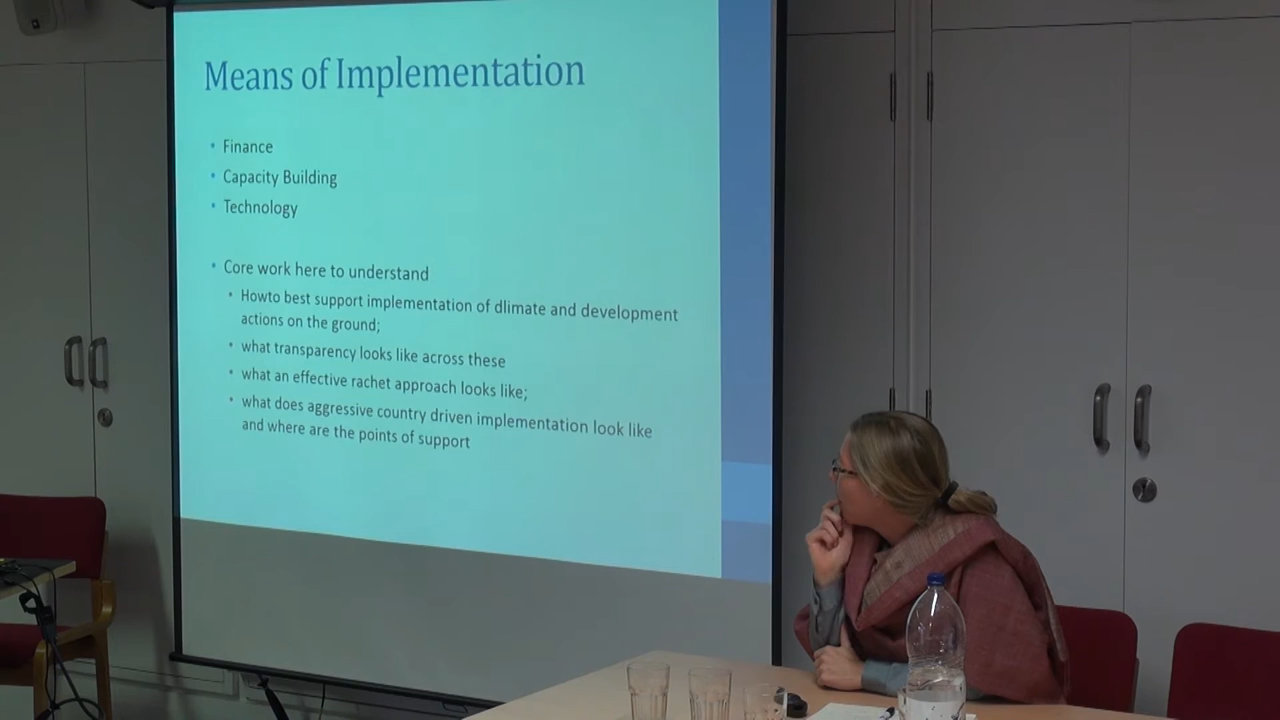 Means of Implementation
• Finance
• Capacity Building
• Technology
• Core work here to understand
• Howto best support implementation of dlimate and development
actions on the ground;
• what transparency looks like across these
• what an effective rachet approach looks like;
• what does aggressive country driven implementation look like
and where are the points of support